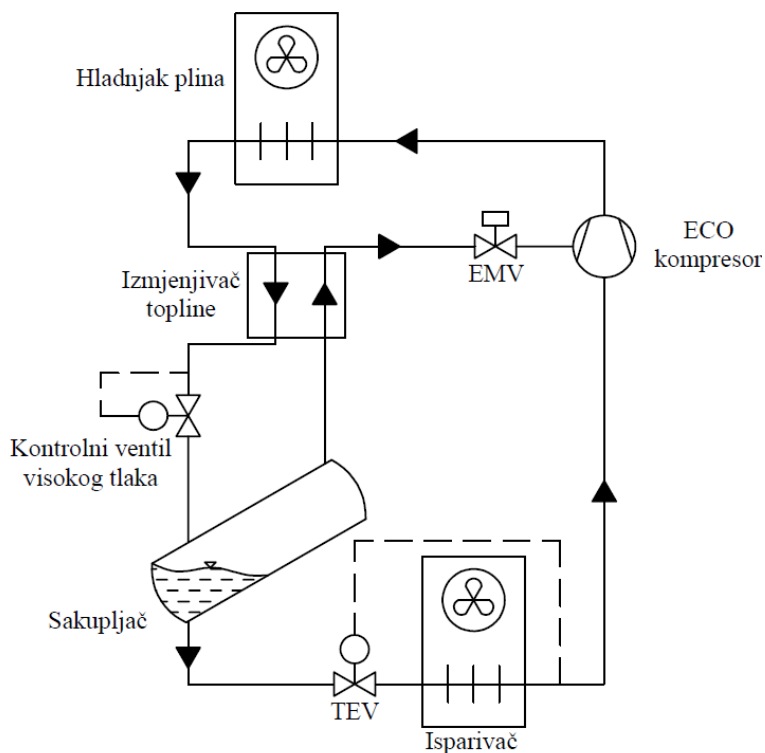 Hladnjak plina
ECO
kompresor
EMV
Izmjenjivač
topline
Kontrolni ventil
visokog tlaka
Sakupljač
TEV
Isparivač